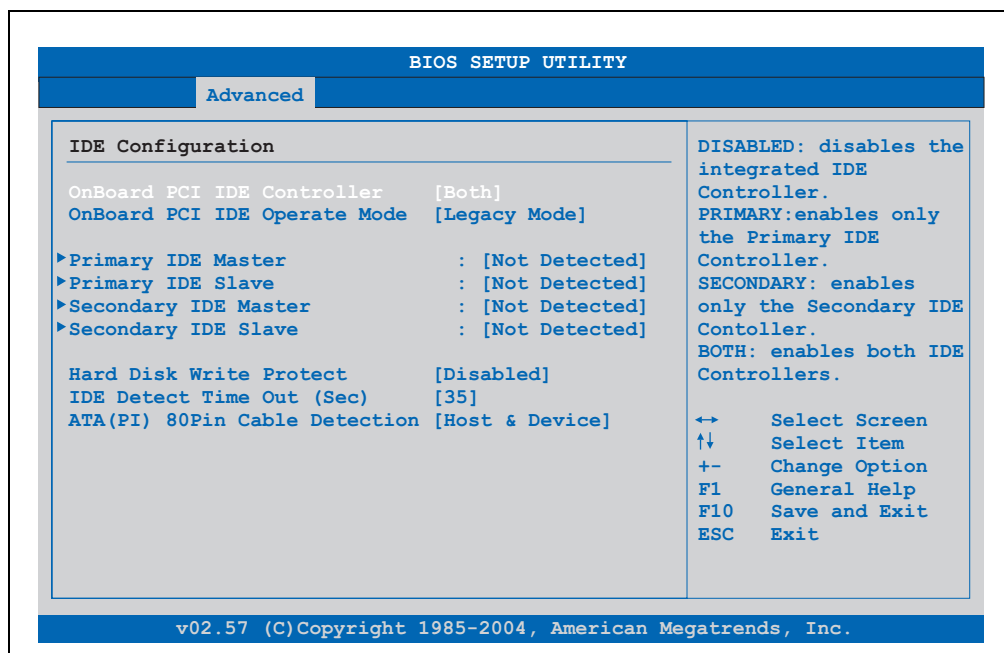 BIOS SETUP UTILITY
Advanced
IDE Configuration
OnBoard PCI IDE Controller [Both]
OnBoard PCI IDE Operate Mode [Legacy Mode]
Primary IDE Master : [Not Detected]
Primary IDE Slave : [Not Detected]
Secondary IDE Master : [Not Detected]
Secondary IDE Slave : [Not Detected]
Hard Disk Write Protect [Disabled]
IDE Detect Time Out (Sec) [35]
ATA(PI) 80Pin Cable Detection [Host & Device]
DISABLED: disables the
integrated IDE
Controller.
PRIMARY:enables only
the Primary IDE
Controller.
SECONDARY: enables
only the Secondary IDE
Contoller.
BOTH: enables both IDE
Controllers.
↔ Select Screen
↑↓ Select Item
+- Change Option
F1 General Help
F10 Save and Exit
ESC Exit
v02.57 (C)Copyright 1985-2004, American Megatrends, Inc.